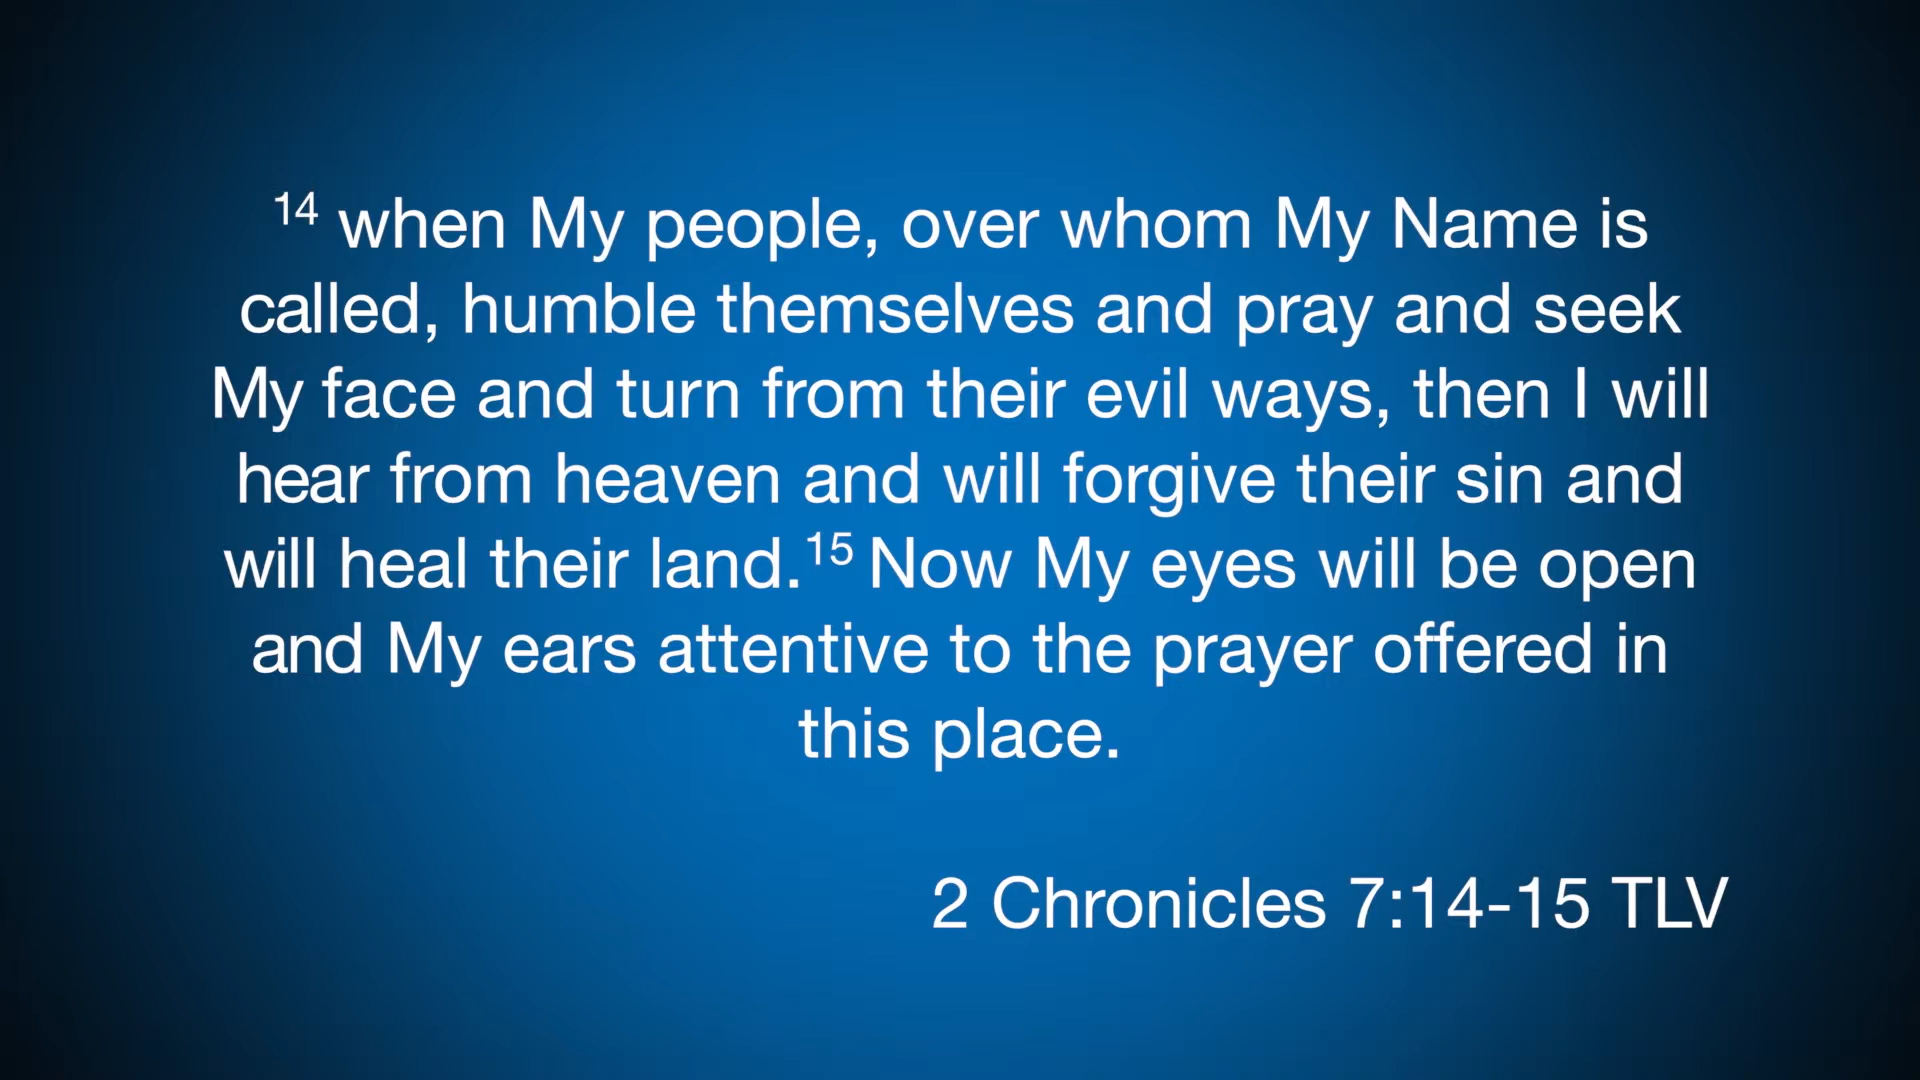 14 when My people, over whom My Name is
called, humble themselves and pray and seek
My face and turn from their evil ways, then I will
hear from heaven and will forgive their sin and
will heal their land.15 Now My eyes will be open
and My ears attentive to the prayer offered in
this place.
2 Chronicles 7:14-15 TLV